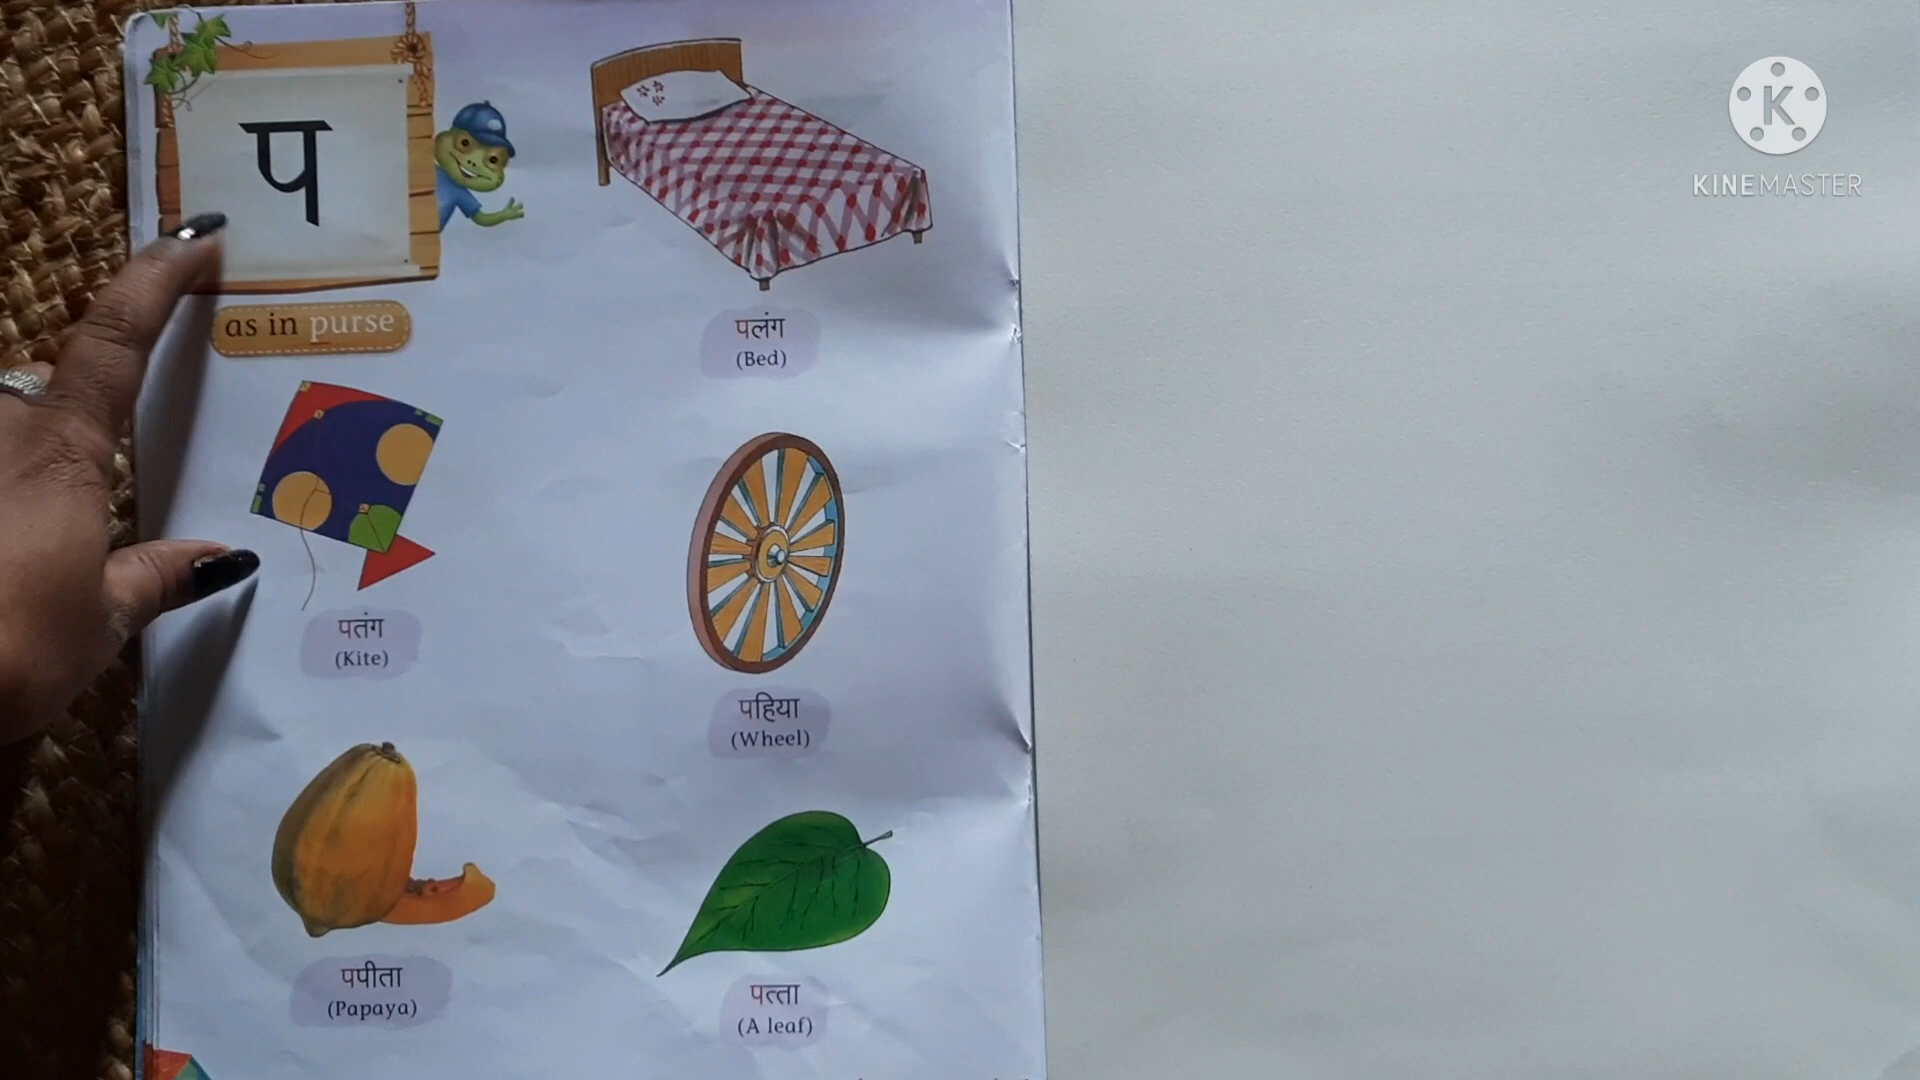 प
as in purse
पलंग
(Bed)
पतंग
(Kite)
पहिया
(Wheel)
पपीता
(Papaya)
पत्ता
(A leaf)
K
KINEMASTER